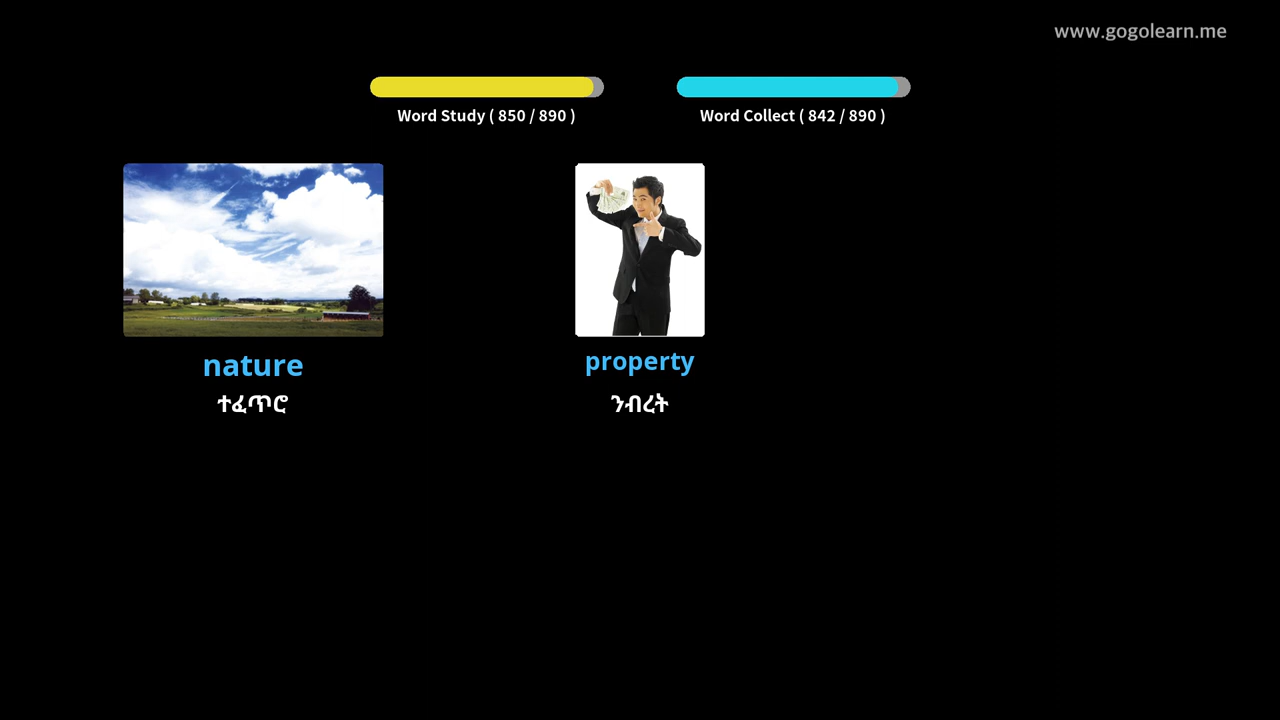 www.gogolearn.me
Word Study ( 850 / 890 )
Word Collect ( 842 / 890 )
nature
ተፈጥሮ
property
ንብረት